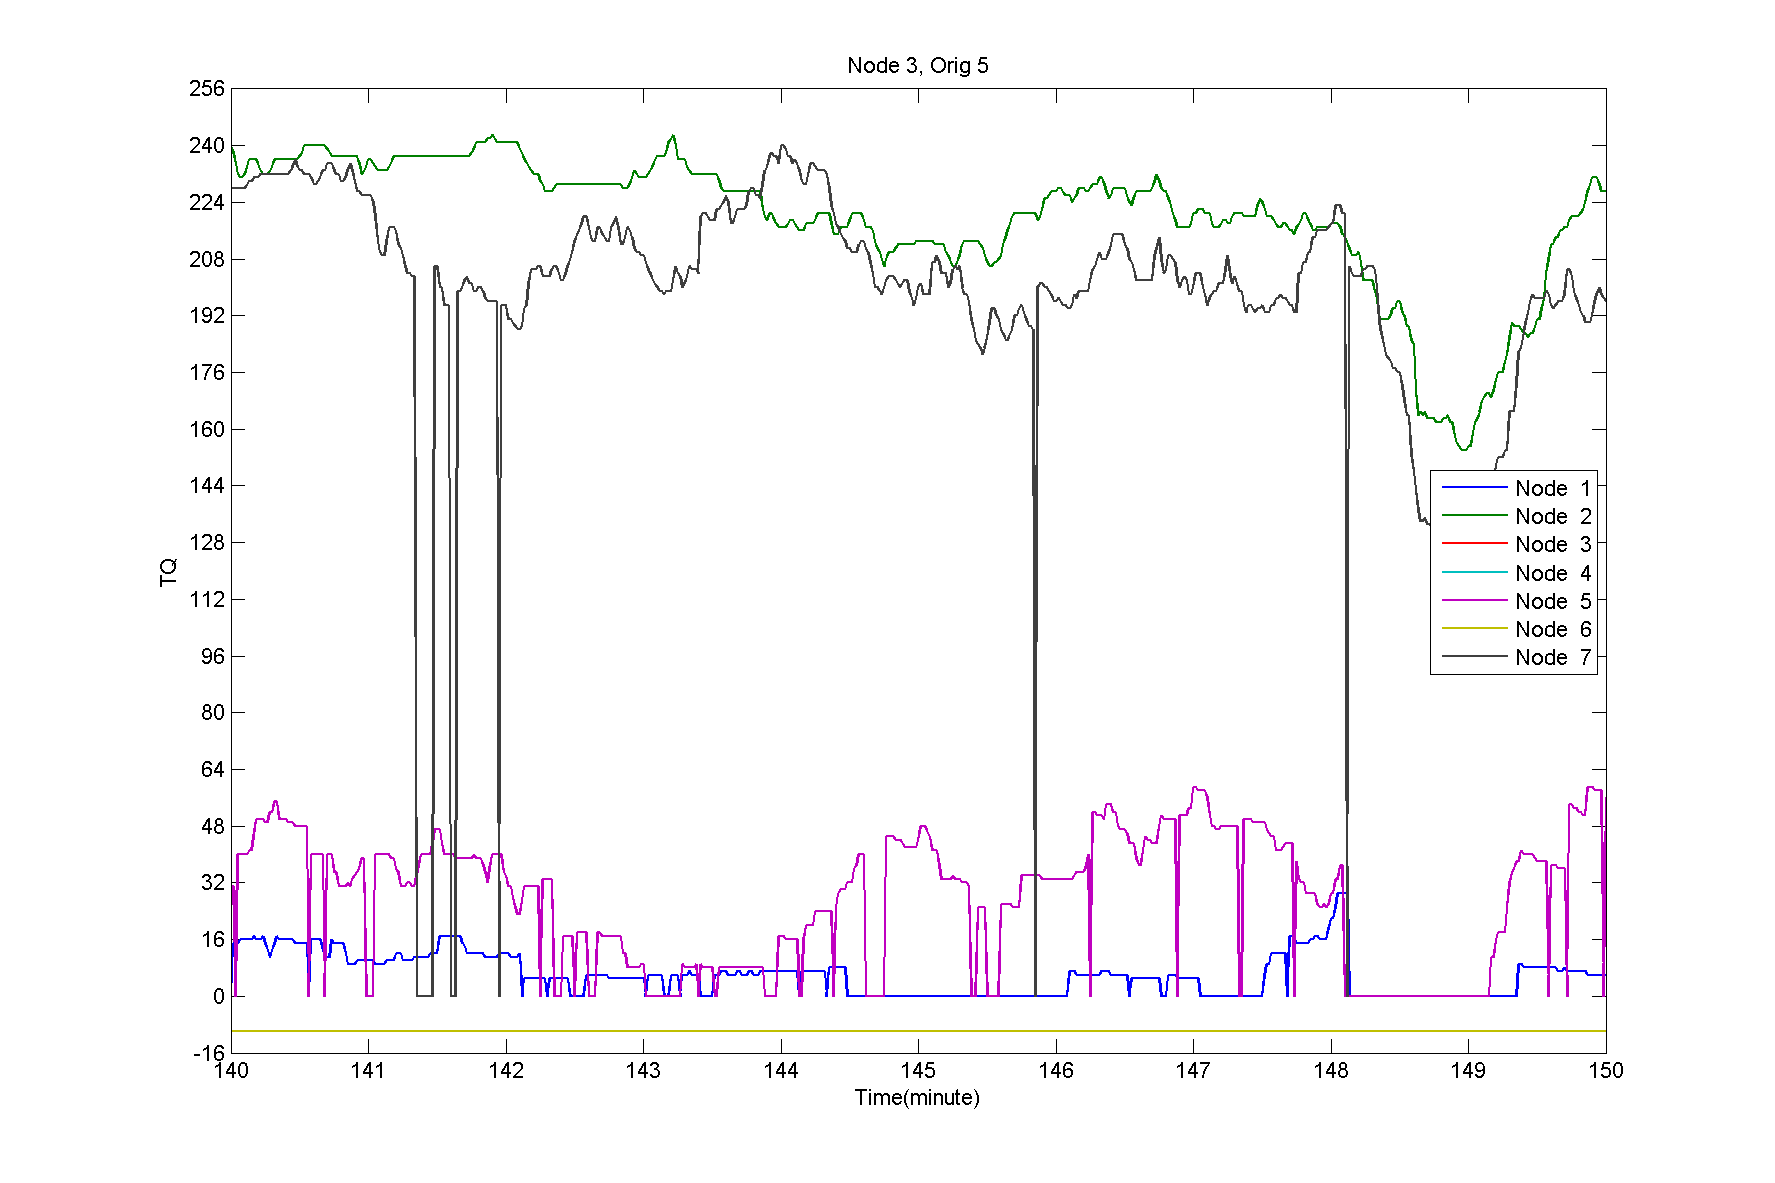 Node 3, Orig 5
256
240
224
208
192
176
160
144
128
112
96
80
64
48
32
16
0
-16
TQ
Node 1
Node 2
Node 3
Node 4
Node 5
Node 6
Node 7
140 141 142 143 144 145 146 147 148 149 150
Time(minute)